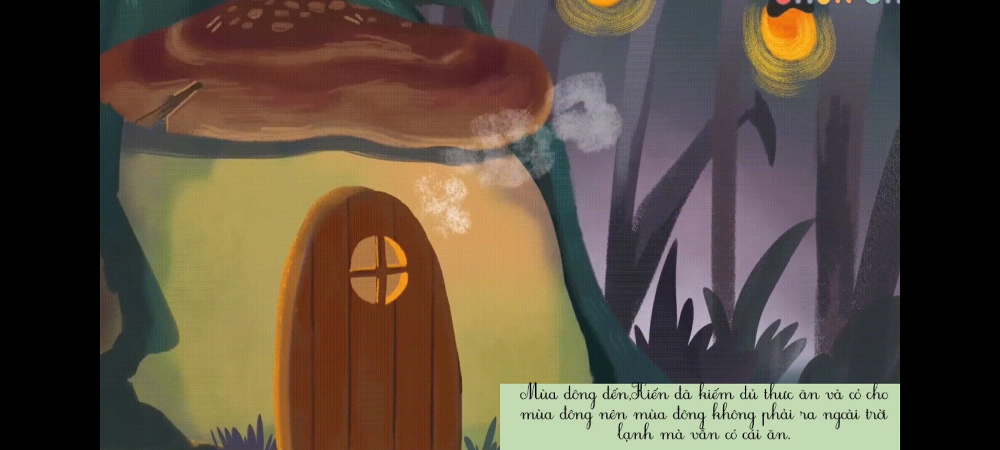 Mùa đông đến,Kiến đã kiếm đủ thưc ăn và cỏ cho
mùa đông nên mùa đông không phải ra ngoài trời
lạnh mà vẫn có cái ăn.